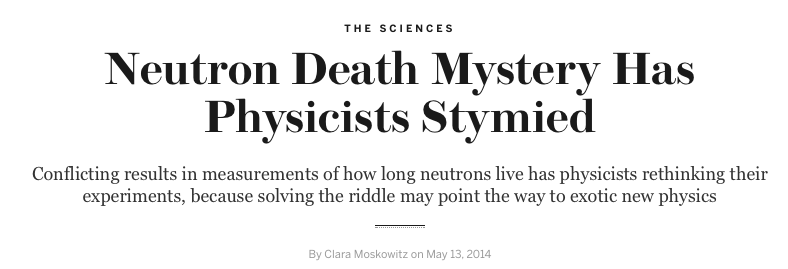 THE SCIENCES
Neutron Death Mystery Has
Physicists Stymied
Conflicting results in measurements of how long neutrons live has physicists rethinking their
experiments, because solving the riddle may point the way to exotic new physics
By Clara Moskowitz on May 13, 2014